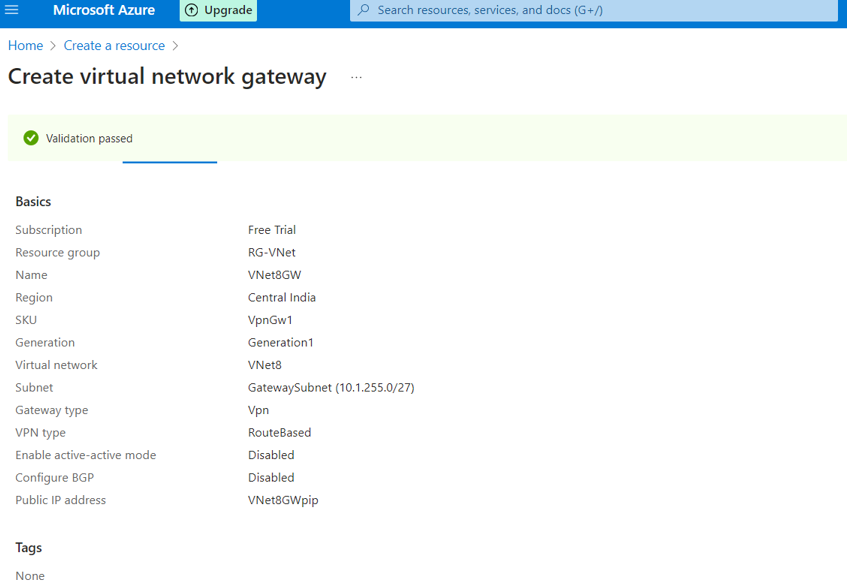 Microsoft Azure Upgrade Search resources, services, and docs (G+/)
Home > Create a resource >
Create virtual network gateway ...
Validation passed
Basics
Subscription Free Trial
Resource group RG-VNet
Name VNet8GW
Region Central India
SKU VpnGw1
Generation Generation1
Virtual network VNet8
Subnet GatewaySubnet (10.1.255.0/27)
Gateway type Vpn
VPN type RouteBased
Enable active-active mode Disabled
Configure BGP Disabled
Public IP address VNet8GWpip
Tags
None